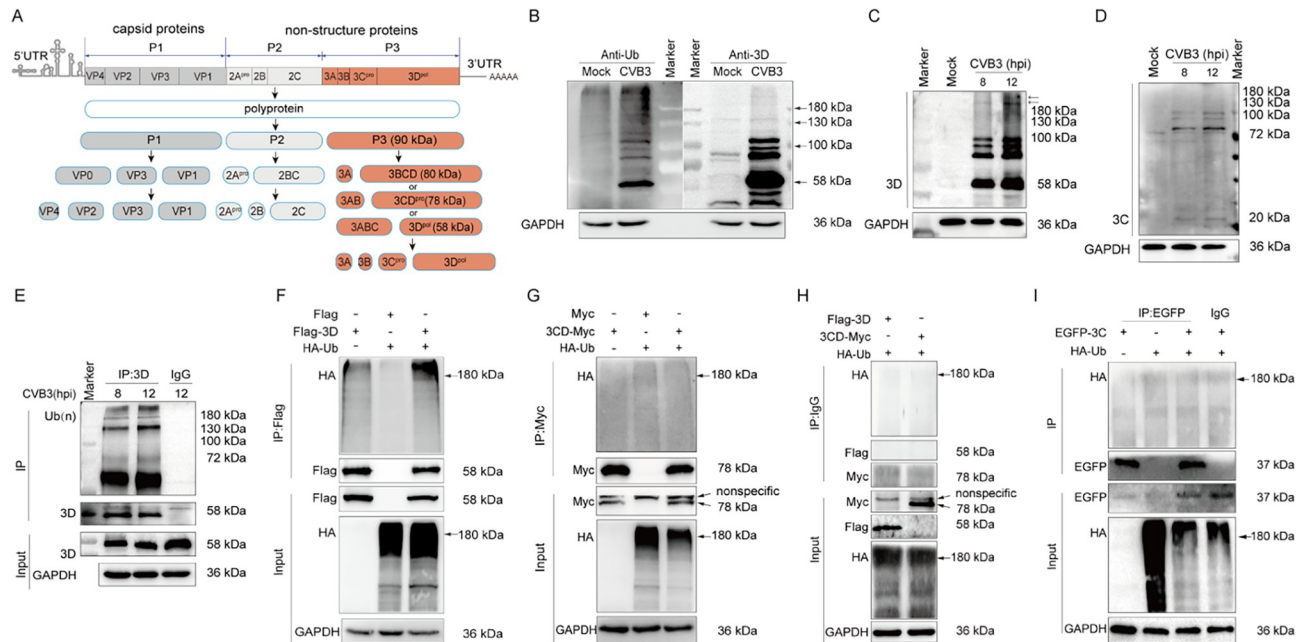 A
capsid proteins
non-structure proteins
5'UTR
P1
P2
P3
3'UTR
VP4 VP2 VP3 VP1 2Apro 2B 2C 3A 3B 3Cpro 3Dpol
AAAAA
polyprotein
P1 P2 P3 (90 kDa)
VP0 VP3 VP1 2Apro 2BC 3A 3BCD (80 kDa)
or
3AB 3CDpro(78 kDa)
VP4 VP2 VP3 VP1 2Apro 2B 2C
or
3ABC 3Dpol (58 kDa)
3A 3B 3Cpro 3Dpol
B
Anti-Ub Marker Marker Anti-3D
Mock CVB3 Mock CVB3
180 kDa
130 kDa
100 kDa
58 kDa
GAPDH 36 kDa
C
Marker Mock CVB3 (hpi)
8 12
180 kDa
130 kDa
100 kDa
3D 58 kDa
GAPDH 36 kDa
D
Mock CVB3 (hpi) Marker
8 12
180 kDa
130 kDa
100 kDa
72 kDa
3C 20 kDa
GAPDH 36 kDa
E
Marker IP:3D IgG
CVB3(hpi) 8 12 12
Ub(n) 180 kDa
130 kDa
100 kDa
72 kDa
IP
3D 58 kDa
Input
3D 58 kDa
GAPDH 36 kDa
F
Flag - + -
Flag-3D + - +
HA-Ub - + +
IP:Flag
HA 180 kDa
Flag 58 kDa
Input
Flag 58 kDa
HA 180 kDa
GAPDH 36 kDa
G
Myc - + -
3CD-Myc + - +
HA-Ub - + +
IP:Myc
HA 180 kDa
Myc 78 kDa
Input
Myc nonspecific
78 kDa
HA 180 kDa
GAPDH 36 kDa
H
Flag-3D + -
3CD-Myc - +
HA-Ub + +
IP:IgG
HA 180 kDa
Flag 58 kDa
Myc 78 kDa
Input
Myc nonspecific
78 kDa
Flag 58 kDa
HA 180 kDa
GAPDH 36 kDa
I
IP:EGFP IgG
EGFP-3C + - + +
HA-Ub - + + +
IP
HA 180 kDa
EGFP 37 kDa
Input
EGFP 37 kDa
HA 180 kDa
GAPDH 36 kDa